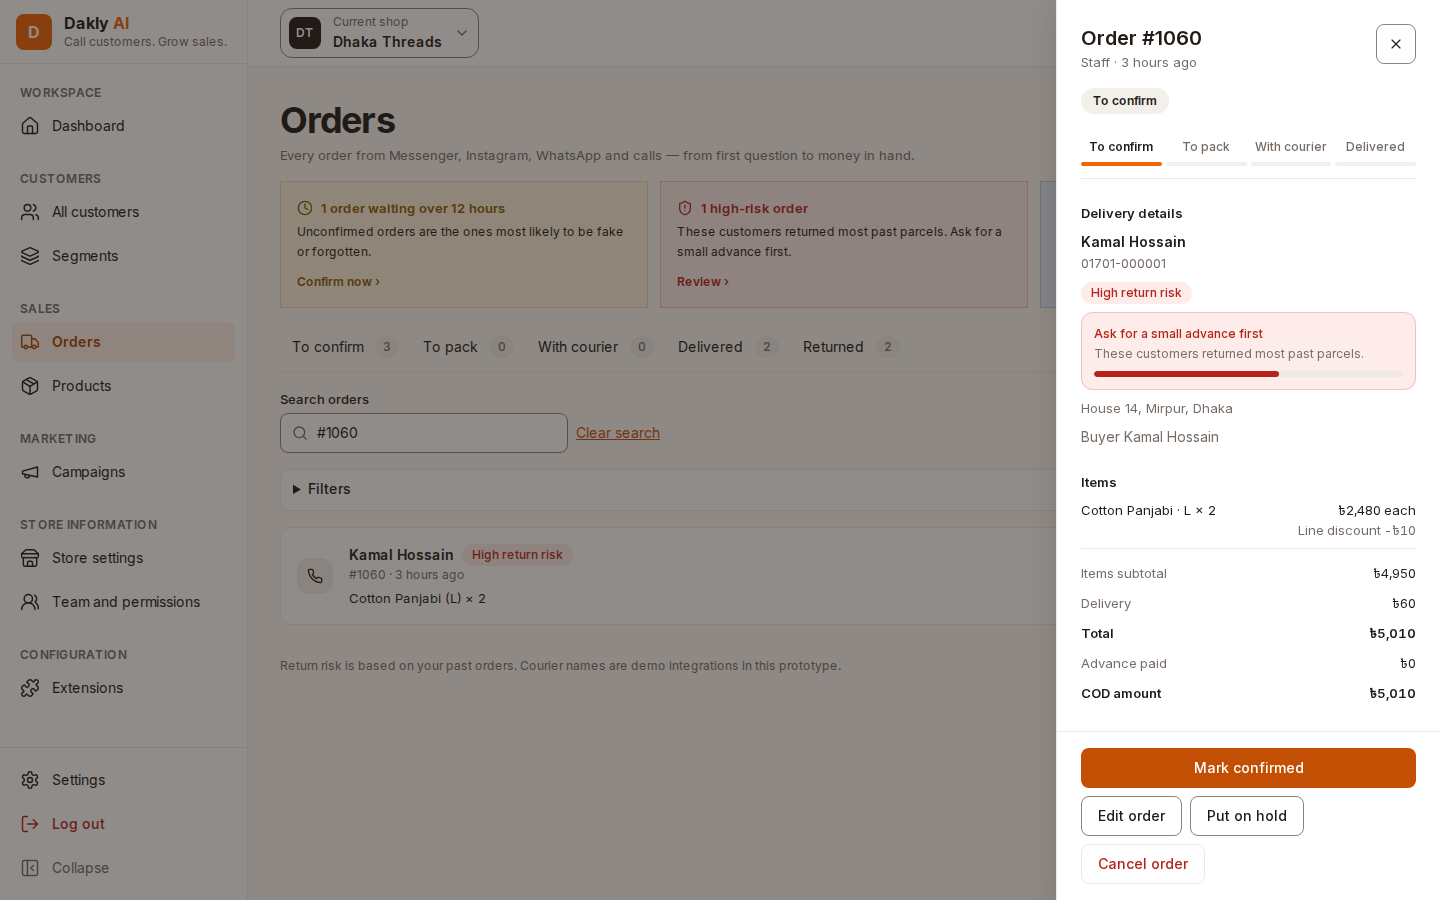 D
Dakly AI
Call customers. Grow sales.
WORKSPACE
Dashboard
CUSTOMERS
All customers
Segments
SALES
Orders
Products
MARKETING
Campaigns
STORE INFORMATION
Store settings
Team and permissions
CONFIGURATION
Extensions
Settings
Log out
Collapse
DT
Current shop
Dhaka Threads
Orders
Every order from Messenger, Instagram, WhatsApp and calls — from first question to money in hand.
1 order waiting over 12 hours
Unconfirmed orders are the ones most likely to be fake
or forgotten.
Confirm now ›
1 high-risk order
These customers returned most past parcels. Ask for a
small advance first.
Review ›
To confirm 3 To pack 0 With courier 0 Delivered 2 Returned 2
Search orders
#1060 Clear search
Filters
Kamal Hossain High return risk
#1060 · 3 hours ago
Cotton Panjabi (L) × 2
Return risk is based on your past orders. Courier names are demo integrations in this prototype.
Order #1060
Staff · 3 hours ago
To confirm
To confirm To pack With courier Delivered
Delivery details
Kamal Hossain
01701-000001
High return risk
Ask for a small advance first
These customers returned most past parcels.
House 14, Mirpur, Dhaka
Buyer Kamal Hossain
Items
Cotton Panjabi · L × 2 ৳2,480 each
Line discount -৳10
Items subtotal ৳4,950
Delivery ৳60
Total ৳5,010
Advance paid ৳0
COD amount ৳5,010
Mark confirmed
Edit order Put on hold
Cancel order